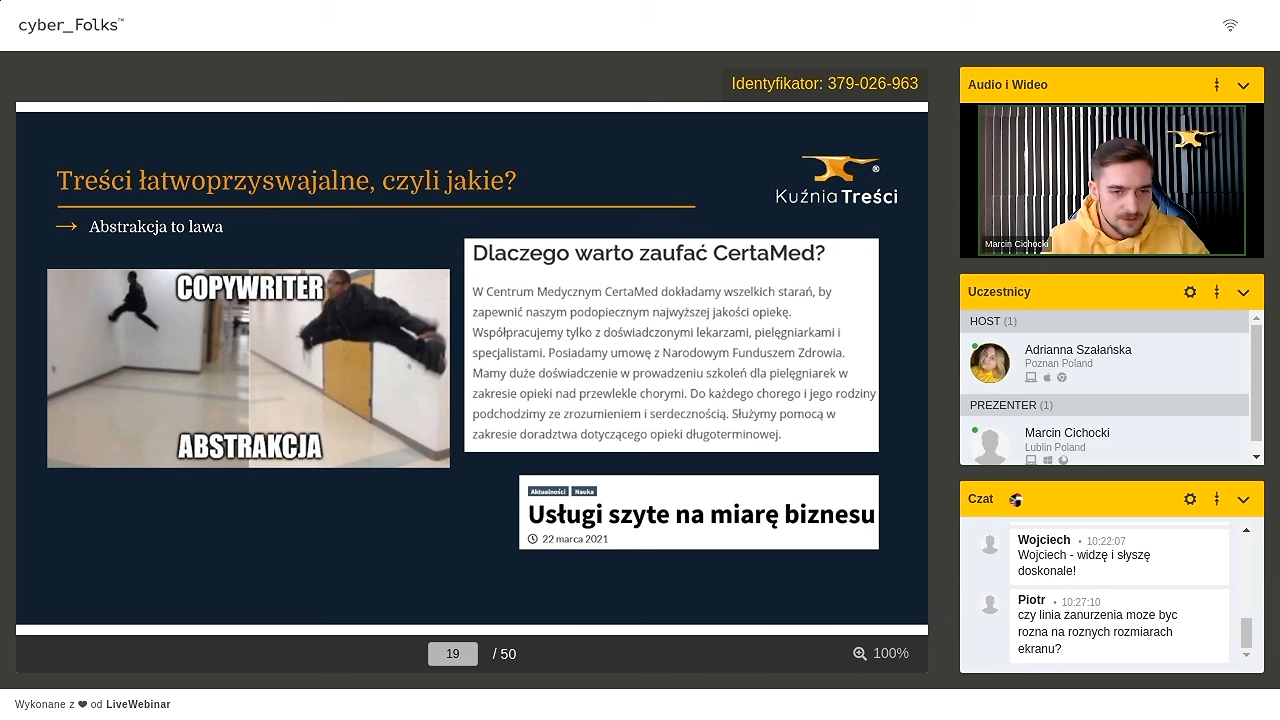 cyber_Folks™
Identyfikator: 379-026-963
Treści łatwoprzyswajalne, czyli jakie?
Kuźnia Treści ®
→ Abstrakcja to lawa
COPYWRITER
ABSTRAKCJA
Dlaczego warto zaufać CertaMed?
W Centrum Medycznym CertaMed dokładamy wszelkich starań, by
zapewnić naszym podopiecznym najwyższej jakości opiekę.
Współpracujemy tylko z doświadczonymi lekarzami, pielęgniarkami i
specjalistami. Posiadamy umowę z Narodowym Funduszem Zdrowia.
Mamy duże doświadczenie w prowadzeniu szkoleń dla pielęgniarek w
zakresie opieki nad przewlekle chorymi. Do każdego chorego i jego rodziny
podchodzimy ze zrozumieniem i serdecznością. Służymy pomocą w
zakresie doradztwa dotyczącego opieki długoterminowej.
Aktualności Nauka
Usługi szyte na miarę biznesu
22 marca 2021
19 / 50
100%
Audio i Wideo
Marcin Cichocki
Uczestnicy
HOST (1)
Adrianna Szałańska
Poznan Poland
PREZENTER (1)
Marcin Cichocki
Lublin Poland
Czat
Wojciech • 10:22:07
Wojciech - widzę i słyszę
doskonale!
Piotr • 10:27:10
czy linia zanurzenia moze byc
rozna na roznych rozmiarach
ekranu?
Wykonane z ❤ od LiveWebinar